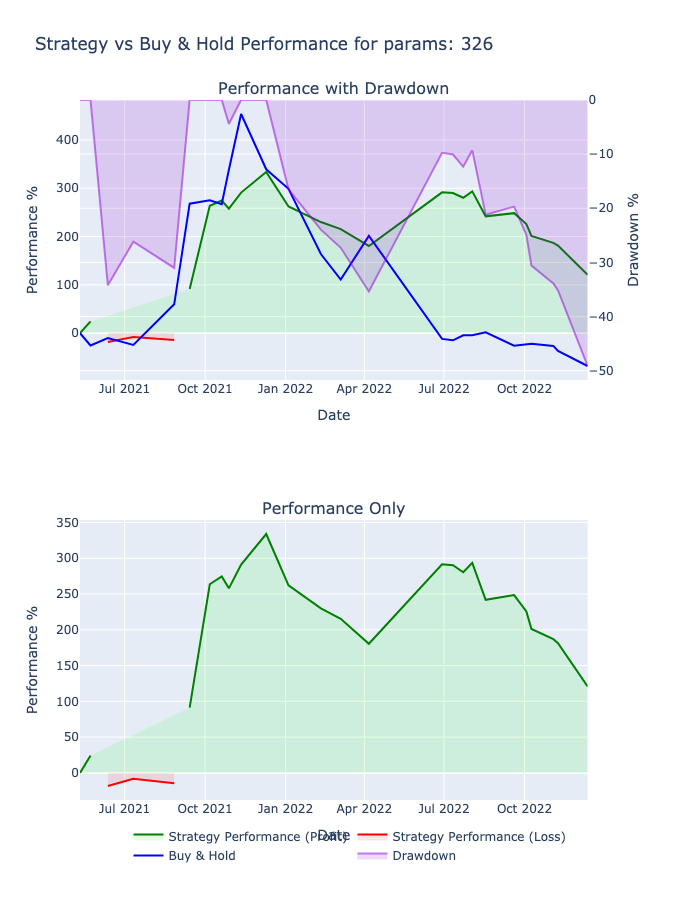 Strategy vs Buy & Hold Performance for params: 326
Performance with Drawdown
400
300
200
100
0
Performance %
0
−10
−20
−30
−40
−50
Drawdown %
Jul 2021
Oct 2021
Jan 2022
Apr 2022
Jul 2022
Oct 2022
Date
Performance Only
350
300
250
200
150
100
50
0
Performance %
Jul 2021
Oct 2021
Jan 2022
Apr 2022
Jul 2022
Oct 2022
Date
Strategy Performance (Profit)
Strategy Performance (Loss)
Buy & Hold
Drawdown